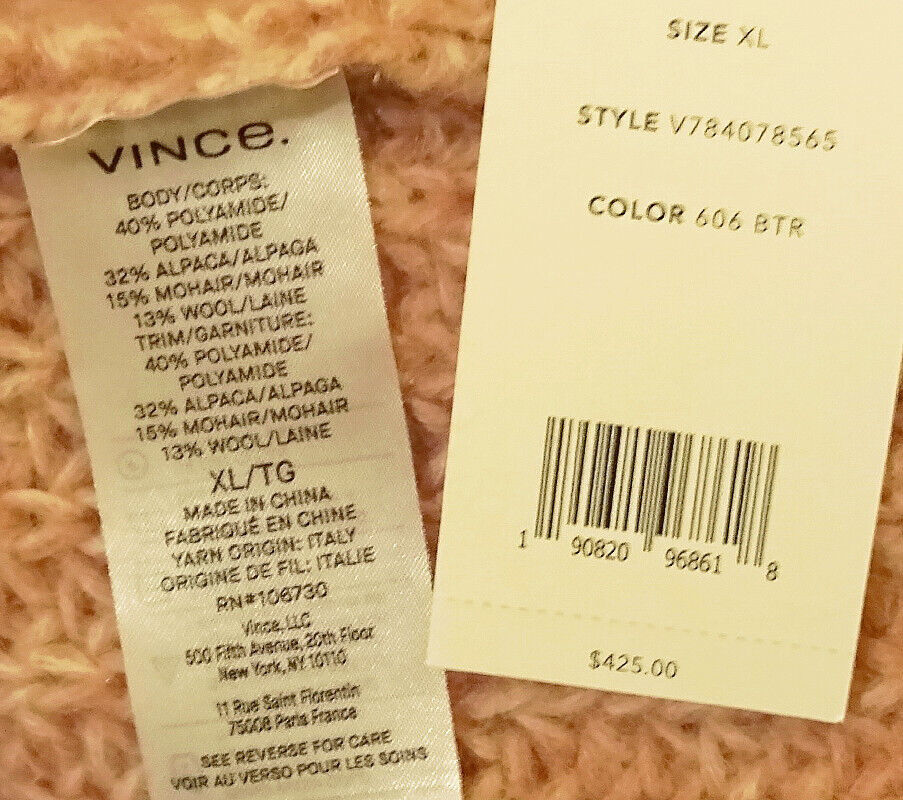 VINCE.
BODY/CORPS:
40% POLYAMIDE/
POLYAMIDE
32% ALPACA/ALPAGA
15% MOHAIR/MOHAIR
13% WOOL/LAINE
TRIM/GARNITURE:
40% POLYAMIDE/
POLYAMIDE
32% ALPACA/ALPAGA
15% MOHAIR/MOHAIR
13% WOOL/LAINE
XL/TG
MADE IN CHINA
FABRIQUÉ EN CHINE
YARN ORIGIN: ITALY
ORIGINE DE FIL: ITALIE
RN#106730
Vince, LLC
500 Fifth Avenue, 20th Floor
New York, NY 10110
11 Rue Saint Florentin
75008 Paris France
SEE REVERSE FOR CARE
VOIR AU VERSO POUR LES SOINS
SIZE XL
STYLE V784078565
COLOR 606 BTR
1 90820 96861 8
$425.00